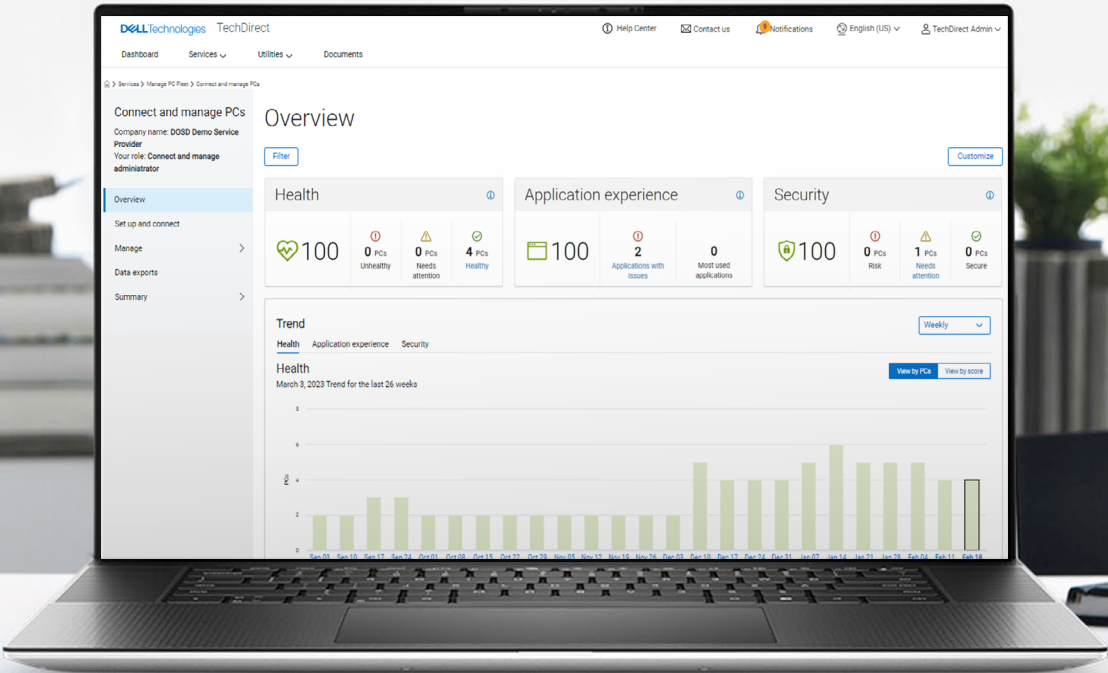 DELL Technologies TechDirect
Help Center
Contact us
Notifications
English (US)
TechDirect Admin
Dashboard
Services
Utilities
Documents
Services > Manage PC Fleet > Connect and manage PCs
Connect and manage PCs
Company name: DOSD Demo Service
Provider
Your role: Connect and manage
administrator
Overview
Set up and connect
Manage
Data exports
Summary
Overview
Filter
Customize
Health
100
0 PCs
Unhealthy
0 PCs
Needs
attention
4 PCs
Healthy
Application experience
100
2
Applications with
issues
0
Most used
applications
Security
100
0 PCs
Risk
1 PCs
Needs
attention
0 PCs
Secure
Trend
Weekly
Health Application experience Security
Health
View by PCs View by score
March 3, 2023 Trend for the last 26 weeks
PCs
8
6
4
2
0
Sep 03 Sep 10 Sep 17 Sep 24 Oct 01 Oct 08 Oct 15 Oct 22 Oct 29 Nov 05 Nov 12 Nov 19 Nov 26 Dec 03 Dec 10 Dec 17 Dec 24 Dec 31 Jan 07 Jan 14 Jan 21 Jan 28 Feb 04 Feb 11 Feb 18